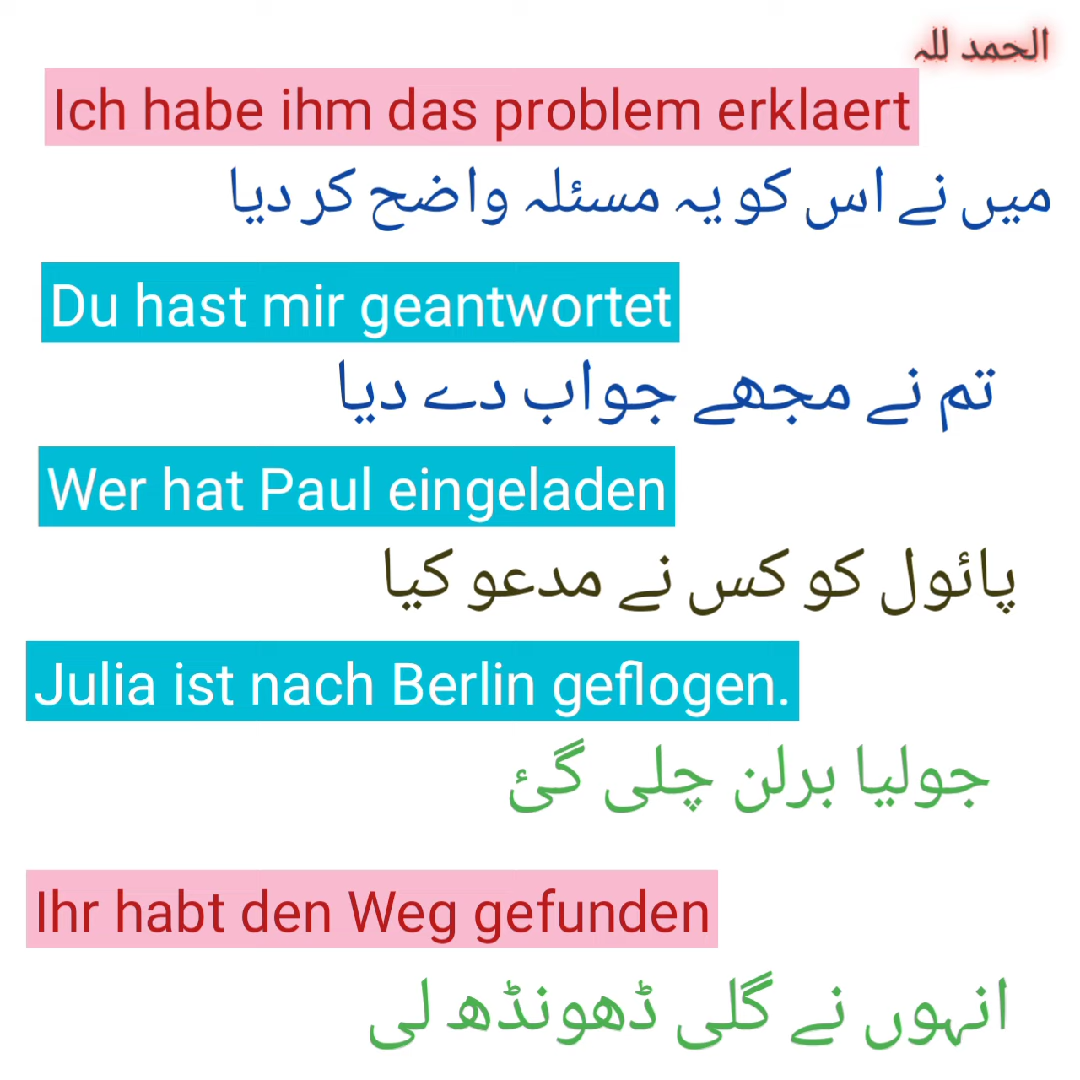 الحمد للہ
Ich habe ihm das problem erklaert
میں نے اس کو یہ مسئلہ واضح کر دیا
Du hast mir geantwortet
تم نے مجھے جواب دے دیا
Wer hat Paul eingeladen
پائول کو کس نے مدعو کیا
Julia ist nach Berlin geflogen.
جولیا برلن چلی گئ
Ihr habt den Weg gefunden
انہوں نے گلی ڈھونڈھ لی